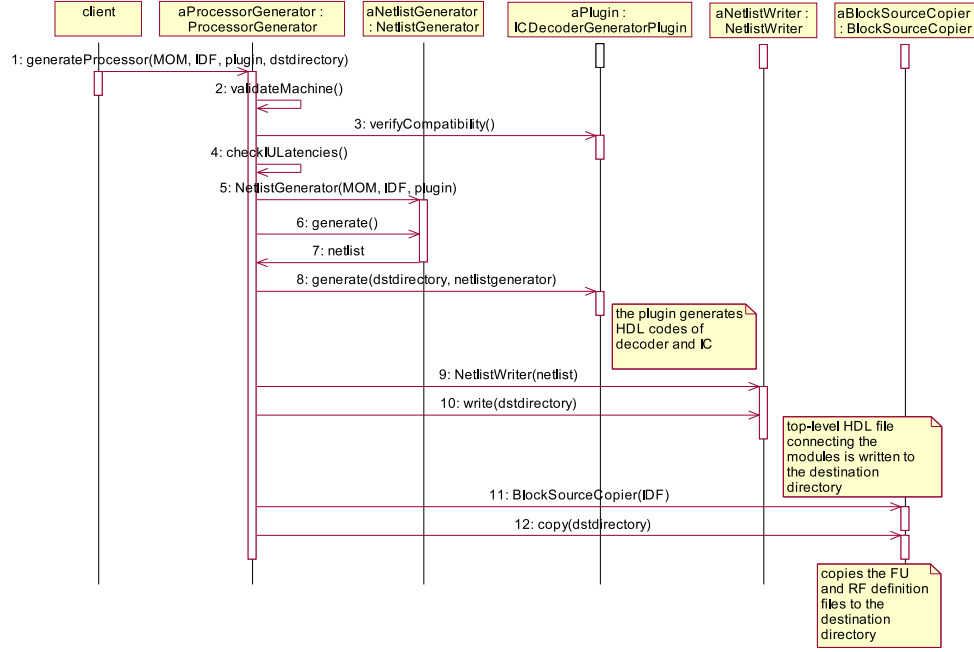 client
aProcessorGenerator :
ProcessorGenerator
aNetlistGenerator
: NetlistGenerator
aPlugin :
ICDecoderGeneratorPlugin
aNetlistWriter :
NetlistWriter
aBlockSourceCopier
: BlockSourceCopier
1: generateProcessor(MOM, IDF, plugin, dstdirectory)
2: validateMachine()
3: verifyCompatibility()
4: checkIULatencies()
5: NetlistGenerator(MOM, IDF, plugin)
6: generate()
7: netlist
8: generate(dstdirectory, netlistgenerator)
the plugin generates
HDL codes of
decoder and IC
9: NetlistWriter(netlist)
10: write(dstdirectory)
top-level HDL file
connecting the
modules is written to
the destination
directory
11: BlockSourceCopier(IDF)
12: copy(dstdirectory)
copies the FU
and RF definition
files to the
destination
directory